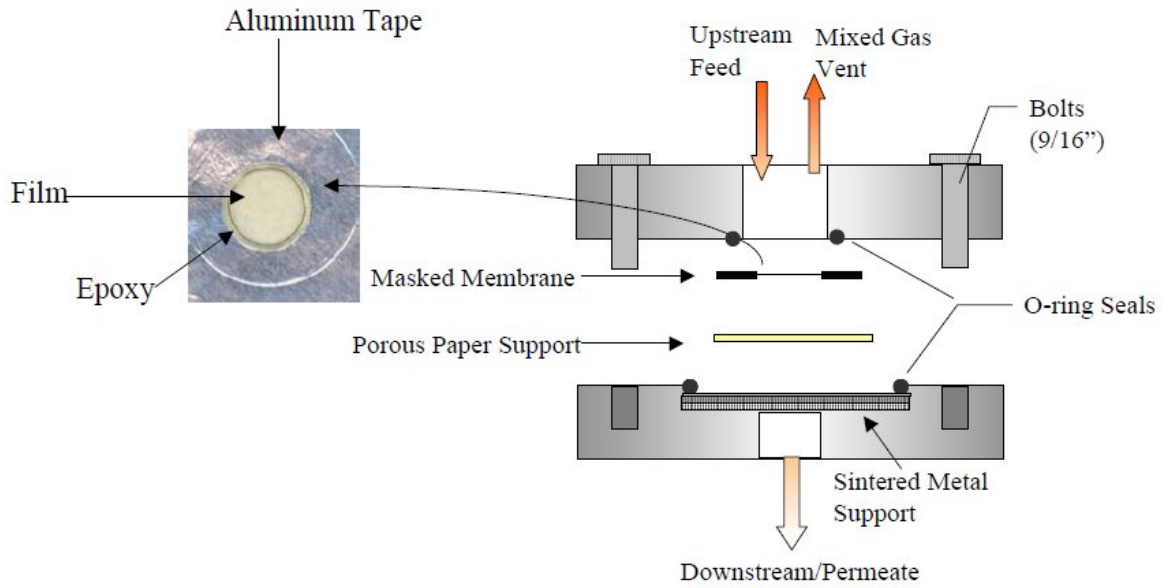 Aluminum Tape
Film
Epoxy
Upstream
Feed
Mixed Gas
Vent
Bolts
(9/16”)
Masked Membrane
Porous Paper Support
O-ring Seals
Sintered Metal
Support
Downstream/Permeate